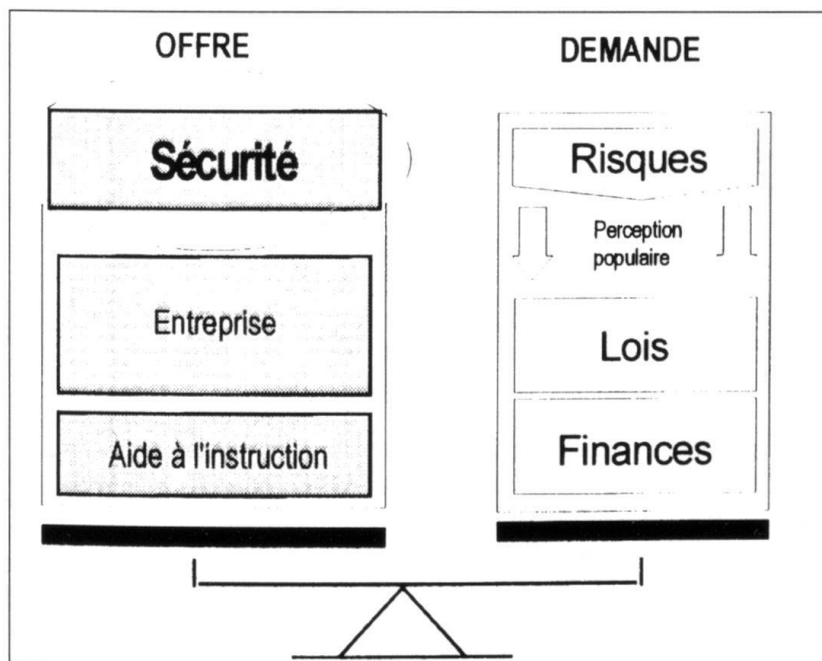 OFFRE
Sécurité
Entreprise
Aide à l'instruction
DEMANDE
Risques
Perception
populaire
Lois
Finances